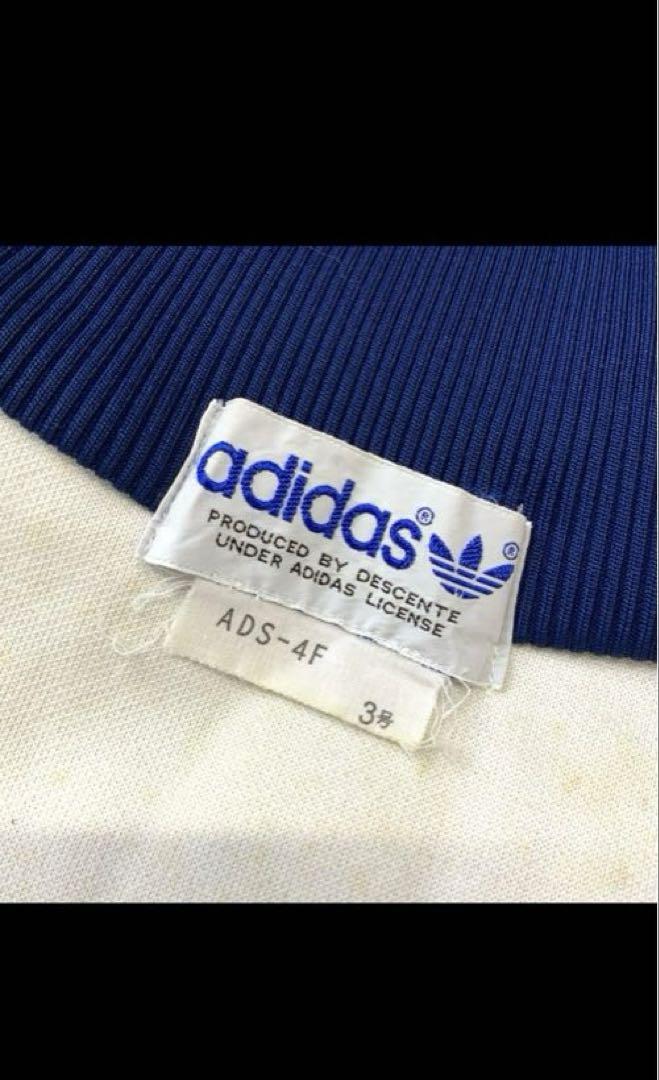 adidas®
®
PRODUCED BY DESCENTE
UNDER ADIDAS LICENSE
ADS-4F
3号